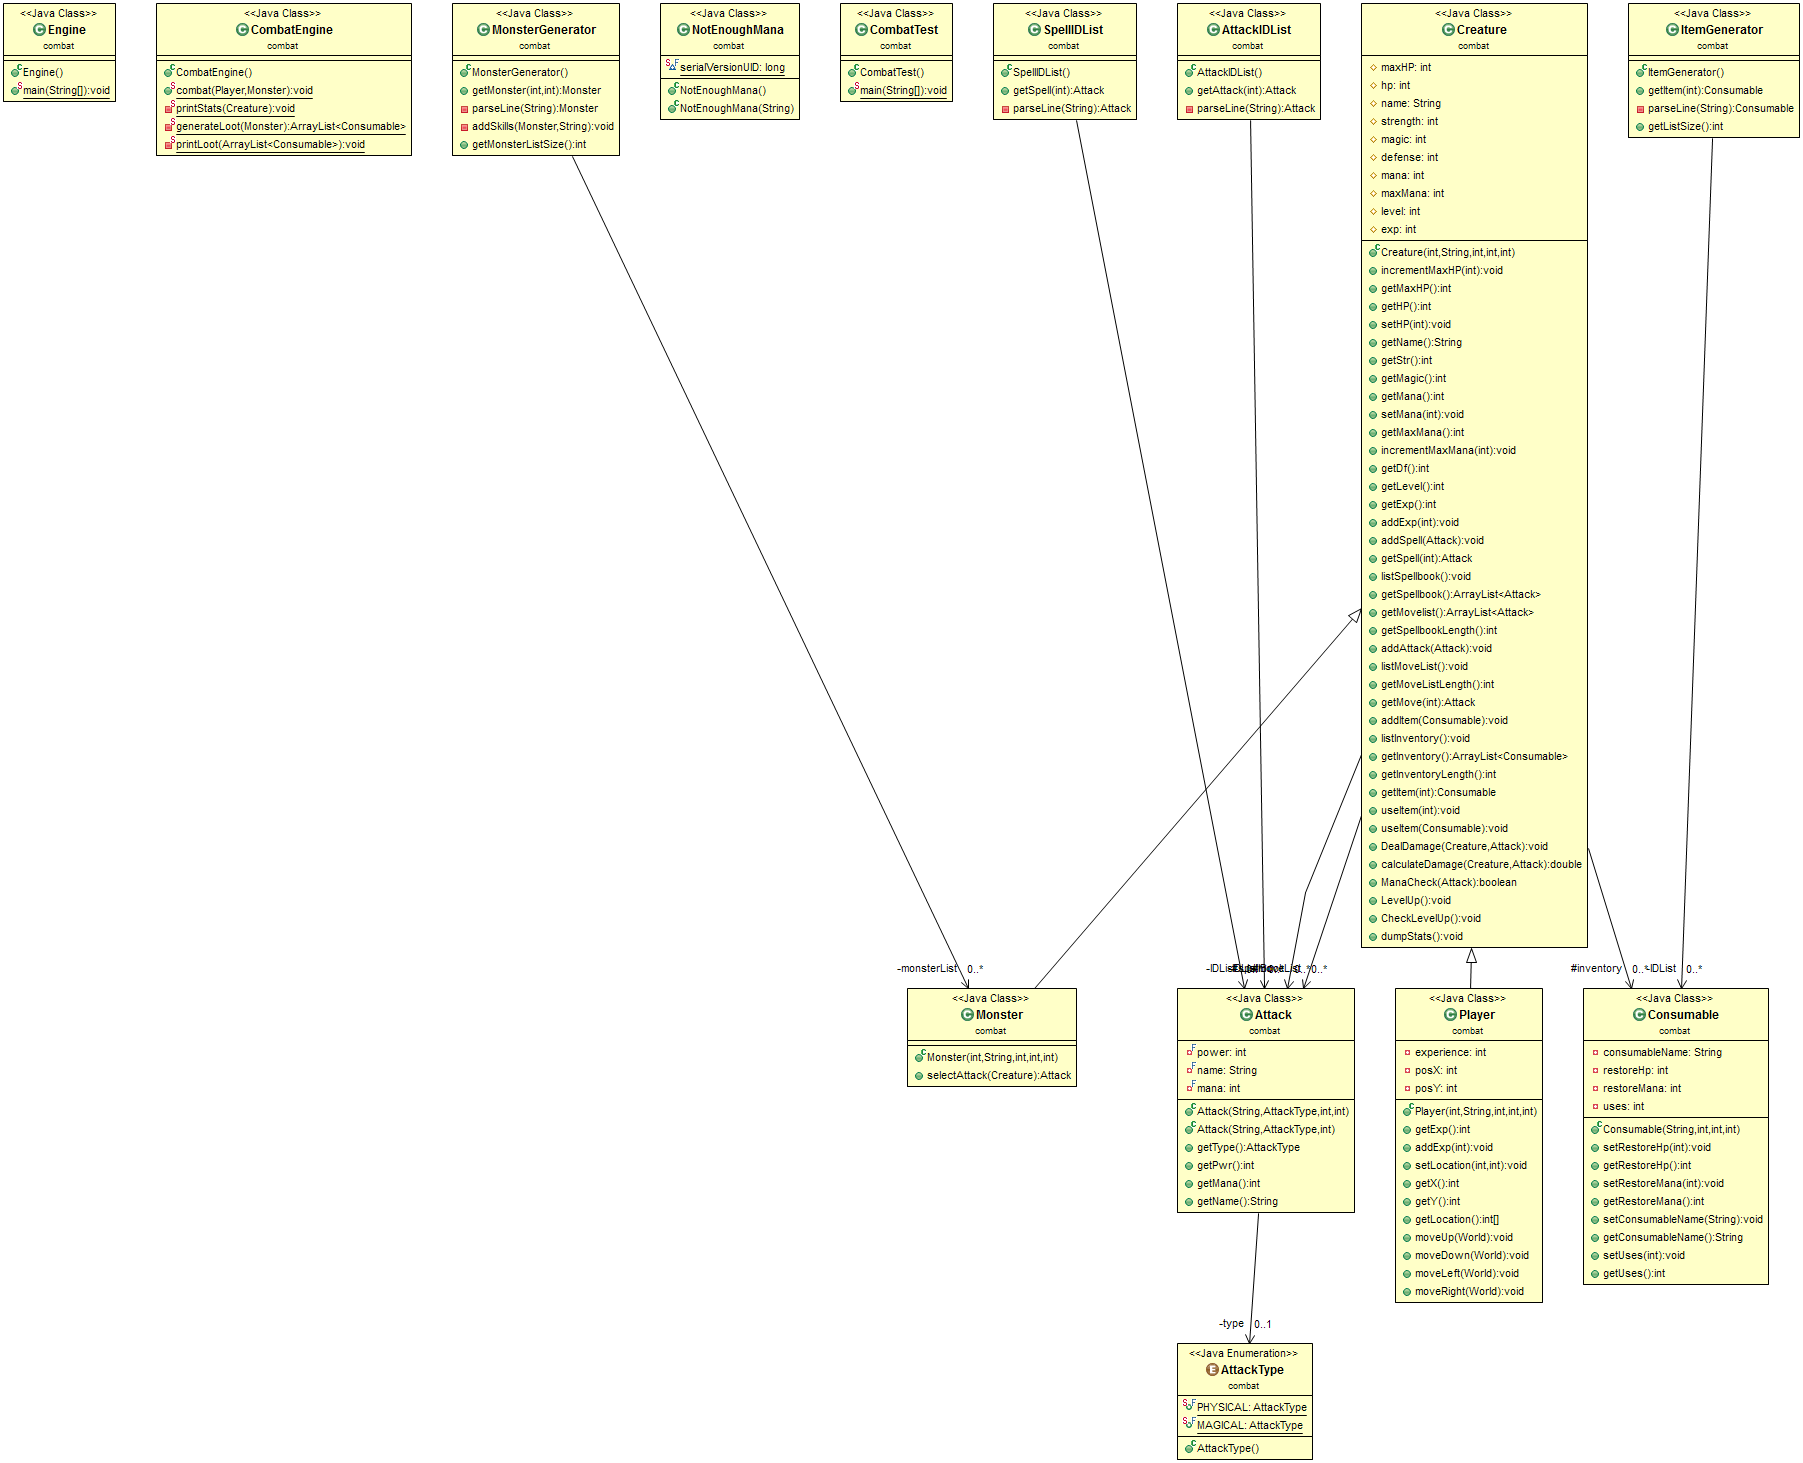 <<Java Class>>
Engine
combat
Engine()
main(String[]):void
<<Java Class>>
CombatEngine
combat
CombatEngine()
combat(Player,Monster):void
printStats(Creature):void
generateLoot(Monster):ArrayList<Consumable>
printLoot(ArrayList<Consumable>):void
<<Java Class>>
MonsterGenerator
combat
MonsterGenerator()
getMonster(int,int):Monster
parseLine(String):Monster
addSkills(Monster,String):void
getMonsterListSize():int
<<Java Class>>
NotEnoughMana
combat
serialVersionUID: long
NotEnoughMana()
NotEnoughMana(String)
<<Java Class>>
CombatTest
combat
CombatTest()
main(String[]):void
<<Java Class>>
SpellIDList
combat
SpellIDList()
getSpell(int):Attack
parseLine(String):Attack
<<Java Class>>
AttackIDList
combat
AttackIDList()
getAttack(int):Attack
parseLine(String):Attack
<<Java Class>>
Creature
combat
maxHP: int
hp: int
name: String
strength: int
magic: int
defense: int
mana: int
maxMana: int
level: int
exp: int
Creature(int,String,int,int,int)
incrementMaxHP(int):void
getMaxHP():int
getHP():int
setHP(int):void
getName():String
getStr():int
getMagic():int
getMana():int
setMana(int):void
getMaxMana():int
incrementMaxMana(int):void
getDf():int
getLevel():int
getExp():int
addExp(int):void
addSpell(Attack):void
getSpell(int):Attack
listSpellbook():void
getSpellbook():ArrayList<Attack>
getMovelist():ArrayList<Attack>
getSpellbookLength():int
addAttack(Attack):void
listMoveList():void
getMoveListLength():int
getMove(int):Attack
addItem(Consumable):void
listInventory():void
getInventory():ArrayList<Consumable>
getInventoryLength():int
getItem(int):Consumable
useItem(int):void
useItem(Consumable):void
DealDamage(Creature,Attack):void
calculateDamage(Creature,Attack):double
ManaCheck(Attack):boolean
LevelUp():void
CheckLevelUp():void
dumpStats():void
<<Java Class>>
ItemGenerator
combat
ItemGenerator()
getItem(int):Consumable
parseLine(String):Consumable
getListSize():int
-monsterList 0..*
-IDList
0..*
0..*
#inventory 0..*
-IDList 0..*
<<Java Class>>
Monster
combat
Monster(int,String,int,int,int)
selectAttack(Creature):Attack
<<Java Class>>
Attack
combat
power: int
name: String
mana: int
Attack(String,AttackType,int,int)
Attack(String,AttackType,int)
getType():AttackType
getPwr():int
getMana():int
getName():String
<<Java Class>>
Player
combat
experience: int
posX: int
posY: int
Player(int,String,int,int,int)
getExp():int
addExp(int):void
setLocation(int,int):void
getX():int
getY():int
getLocation():int[]
moveUp(World):void
moveDown(World):void
moveLeft(World):void
moveRight(World):void
<<Java Class>>
Consumable
combat
consumableName: String
restoreHp: int
restoreMana: int
uses: int
Consumable(String,int,int,int)
setRestoreHp(int):void
getRestoreHp():int
setRestoreMana(int):void
getRestoreMana():int
setConsumableName(String):void
getConsumableName():String
setUses(int):void
getUses():int
-type 0..1
<<Java Enumeration>>
AttackType
combat
PHYSICAL: AttackType
MAGICAL: AttackType
AttackType()